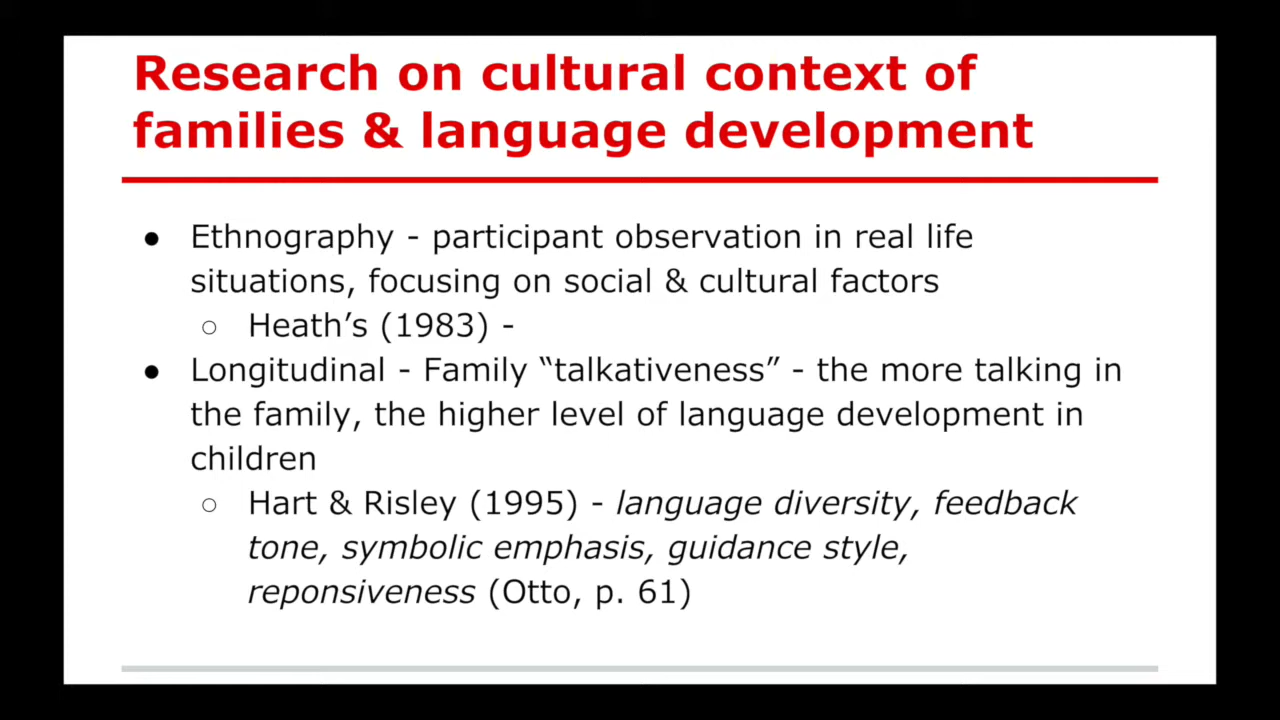 Research on cultural context of
families & language development
● Ethnography - participant observation in real life
situations, focusing on social & cultural factors
○ Heath’s (1983) -
● Longitudinal - Family “talkativeness” - the more talking in
the family, the higher level of language development in
children
○ Hart & Risley (1995) - language diversity, feedback
tone, symbolic emphasis, guidance style,
reponsiveness (Otto, p. 61)